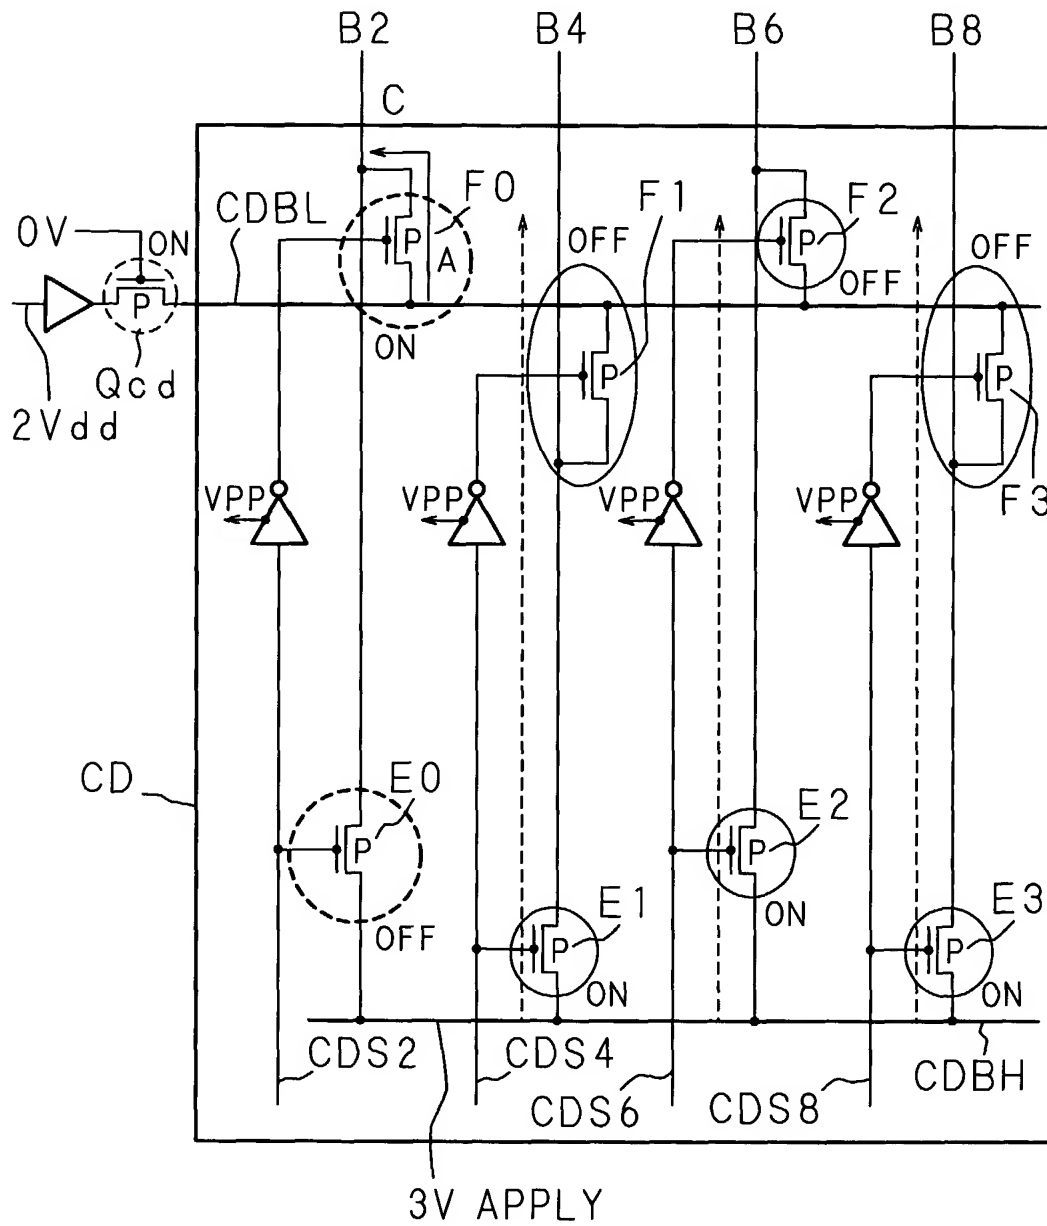 B2 B4 B6 B8
C
F0 F1 F2
CDBL
0V ON
A
OFF
OFF
OFF
P P
P
Qcd
ON
2Vdd
P P
F3
VPP VPP VPP VPP
CD
E0 E2
P P
OFF
E1
ON
E3
P P
ON ON
CDS2 CDS4 CDBH
CDS6 CDS8
3V APPLY